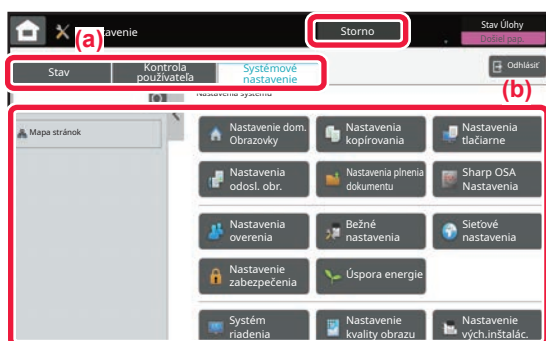 (a)
Storno
Stav Úlohy
Došiel pap.
Stav
Kontrola
používateľa
Systémové
nastavenie
Odhlásiť
(b)
Nastavenia systému
Mapa stránok
Nastavenie dom.
Obrazovky
Nastavenia
kopírovania
Nastavenia
tlačiarne
Nastavenia
odosl. obr.
Nastavenia plnenia
dokumentu
Sharp OSA
Nastavenia
Nastavenia
overenia
Bežné
nastavenia
Sieťové
nastavenia
Nastavenie
zabezpečenia
Úspora energie
Systém
riadenia
Nastavenie
kvality obrazu
Nastavenie
vých.inštalác.